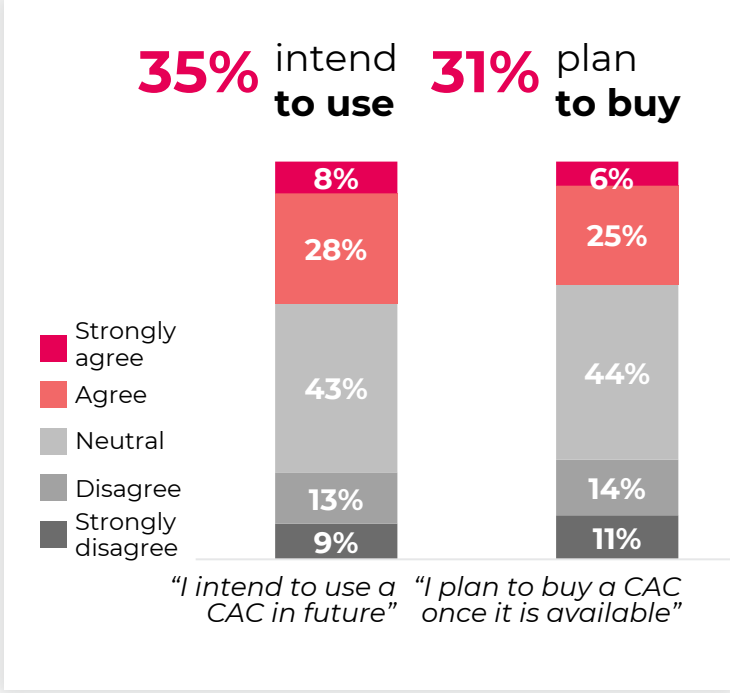 35% intend
to use
31% plan
to buy
8%
28%
43%
13%
9%
6%
25%
44%
14%
11%
Strongly
agree
Agree
Neutral
Disagree
Strongly
disagree
“I intend to use a
CAC in future”
“I plan to buy a CAC
once it is available”